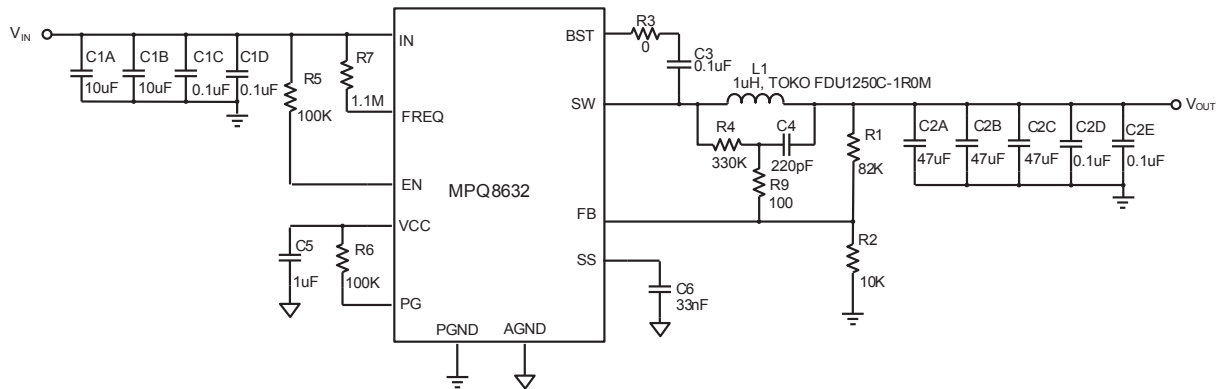 VIN
C1A
10uF
C1B
10uF
C1C
0.1uF
C1D
0.1uF
R5
100K
R7
1.1M
IN
FREQ
EN
VCC
PG
PGND
AGND
MPQ8632
BST
SW
FB
SS
C5
1uF
R6
100K
R3
0
C3
0.1uF
L1
1uH, TOKO FDU1250C-1R0M
R4
330K
C4
220pF
R9
100
R1
82K
R2
10K
C6
33nF
C2A
47uF
C2B
47uF
C2C
47uF
C2D
0.1uF
C2E
0.1uF
VOUT